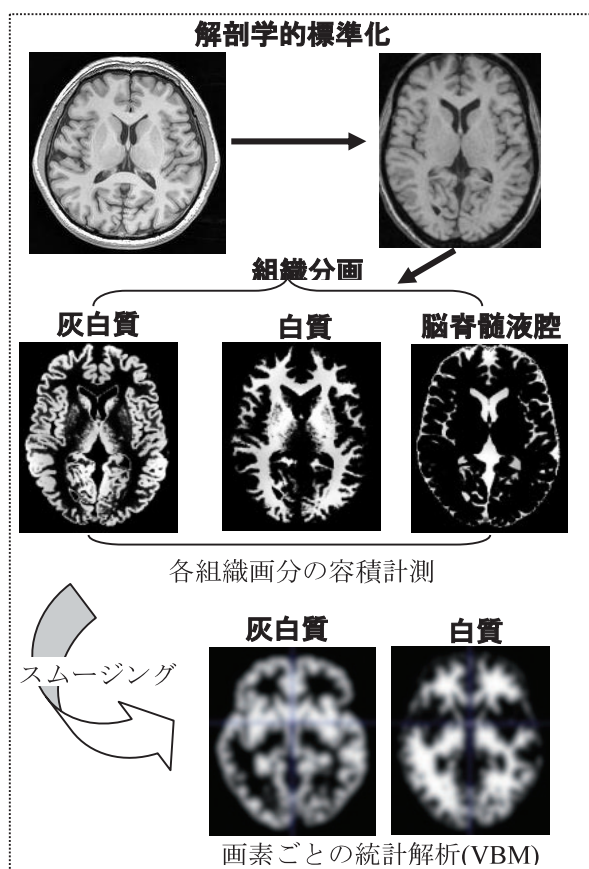 解剖学的標準化
組織分画
灰白質 白質 脳脊髄液腔
各組織画分の容積計測
灰白質 白質
スムージング
画素ごとの統計解析(VBM)